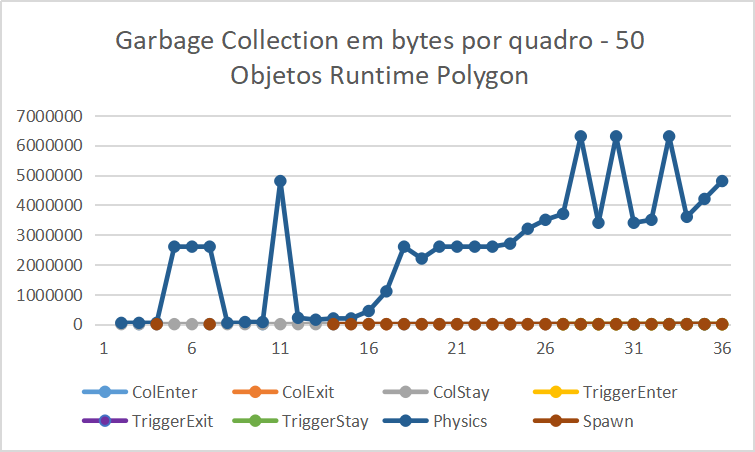 Garbage Collection em bytes por quadro - 50
Objetos Runtime Polygon
7000000
6000000
5000000
4000000
3000000
2000000
1000000
0
1 6 11 16 21 26 31 36
ColEnter ColExit ColStay TriggerEnter
TriggerExit TriggerStay Physics Spawn